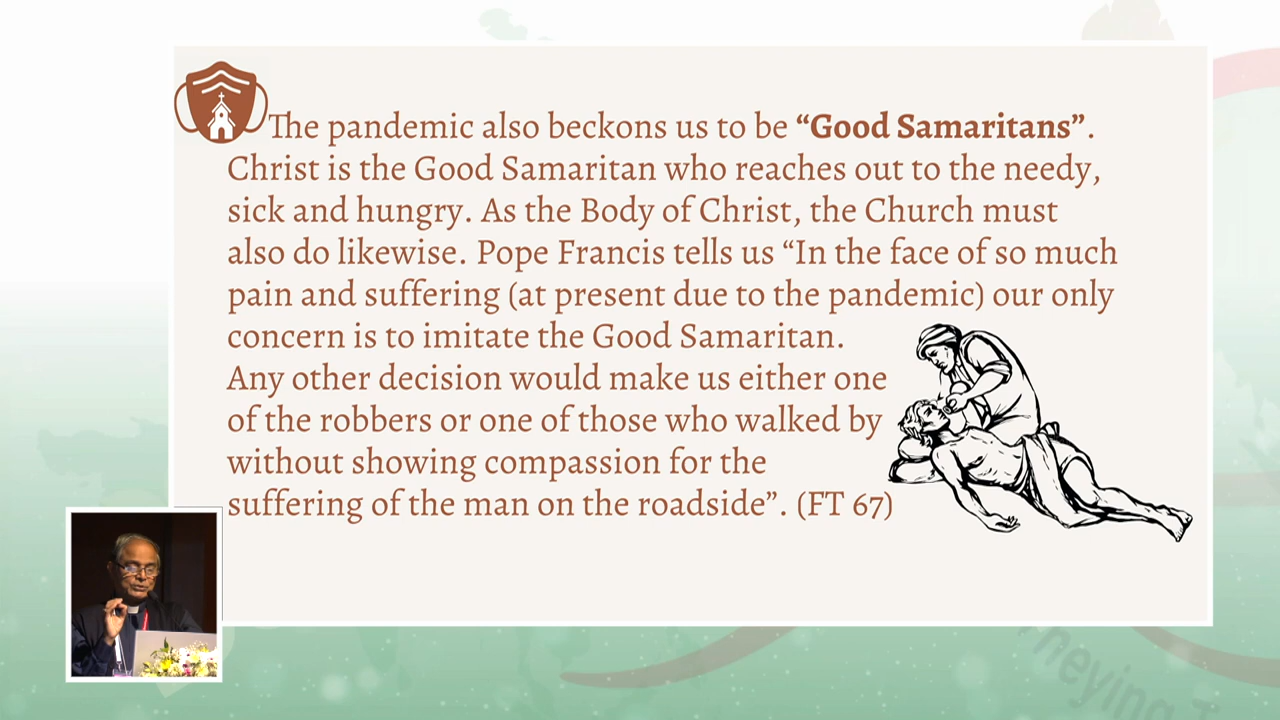 The pandemic also beckons us to be “Good Samaritans”.
Christ is the Good Samaritan who reaches out to the needy,
sick and hungry. As the Body of Christ, the Church must
also do likewise. Pope Francis tells us “In the face of so much
pain and suffering (at present due to the pandemic) our only
concern is to imitate the Good Samaritan.
Any other decision would make us either one
of the robbers or one of those who walked by
without showing compassion for the
suffering of the man on the roadside”. (FT 67)